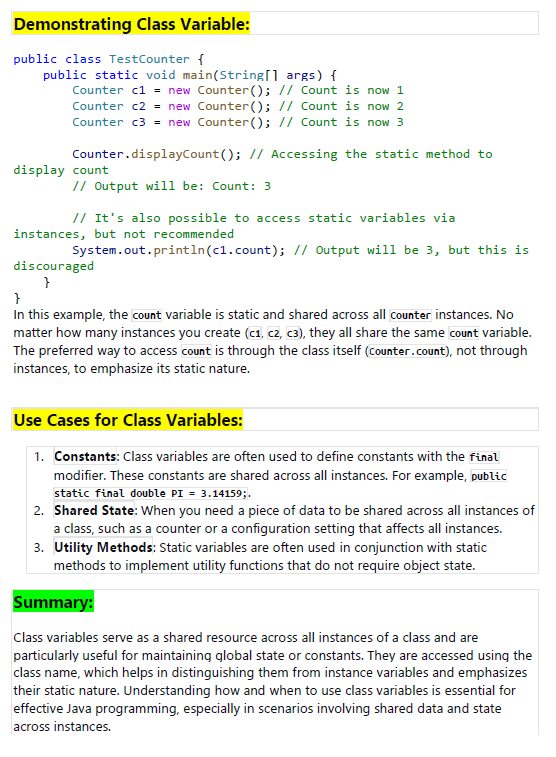 Demonstrating Class Variable:
public class TestCounter {
public static void main(String[] args) {
Counter c1 = new Counter(); // Count is now 1
Counter c2 = new Counter(); // Count is now 2
Counter c3 = new Counter(); // Count is now 3
Counter.displayCount(); // Accessing the static method to
display count
// Output will be: Count: 3
// It's also possible to access static variables via
instances, but not recommended
System.out.println(c1.count); // Output will be 3, but this is
discouraged
}
}
In this example, the count variable is static and shared across all Counter instances. No
matter how many instances you create (c1, c2, c3), they all share the same count variable.
The preferred way to access count is through the class itself (Counter.count), not through
instances, to emphasize its static nature.
Use Cases for Class Variables:
1. Constants: Class variables are often used to define constants with the final
modifier. These constants are shared across all instances. For example, public
static final double PI = 3.14159;.
2. Shared State: When you need a piece of data to be shared across all instances of
a class, such as a counter or a configuration setting that affects all instances.
3. Utility Methods: Static variables are often used in conjunction with static
methods to implement utility functions that do not require object state.
Summary:
Class variables serve as a shared resource across all instances of a class and are
particularly useful for maintaining global state or constants. They are accessed using the
class name, which helps in distinguishing them from instance variables and emphasizes
their static nature. Understanding how and when to use class variables is essential for
effective Java programming, especially in scenarios involving shared data and state
across instances.